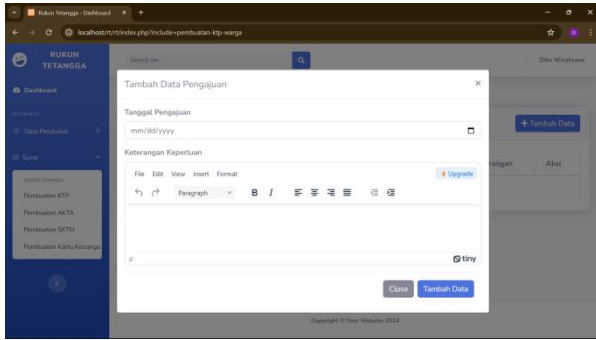 Rukun Tetangga - Dashboard
localhost/rt/rt/index.php?include=pembuatan-ktp-warga
RUKUN
TETANGGA
Search for...
Dika Wicaksana
Dashboard
INTERFACE
Data Penduduk
Surat
Pembuatan KTP
Pembuatan AKTA
Pembuatan SKTM
Pembuatan Kartu Keluarga
Tambah Data
Aksi
Tambah Data Pengajuan
Tanggal Pengajuan
mm/dd/yyyy
Keterangan Keperluan
File Edit View Insert Format
Upgrade
Paragraph
B I
p
tiny
Close
Tambah Data
Copyright © Your Website 2024